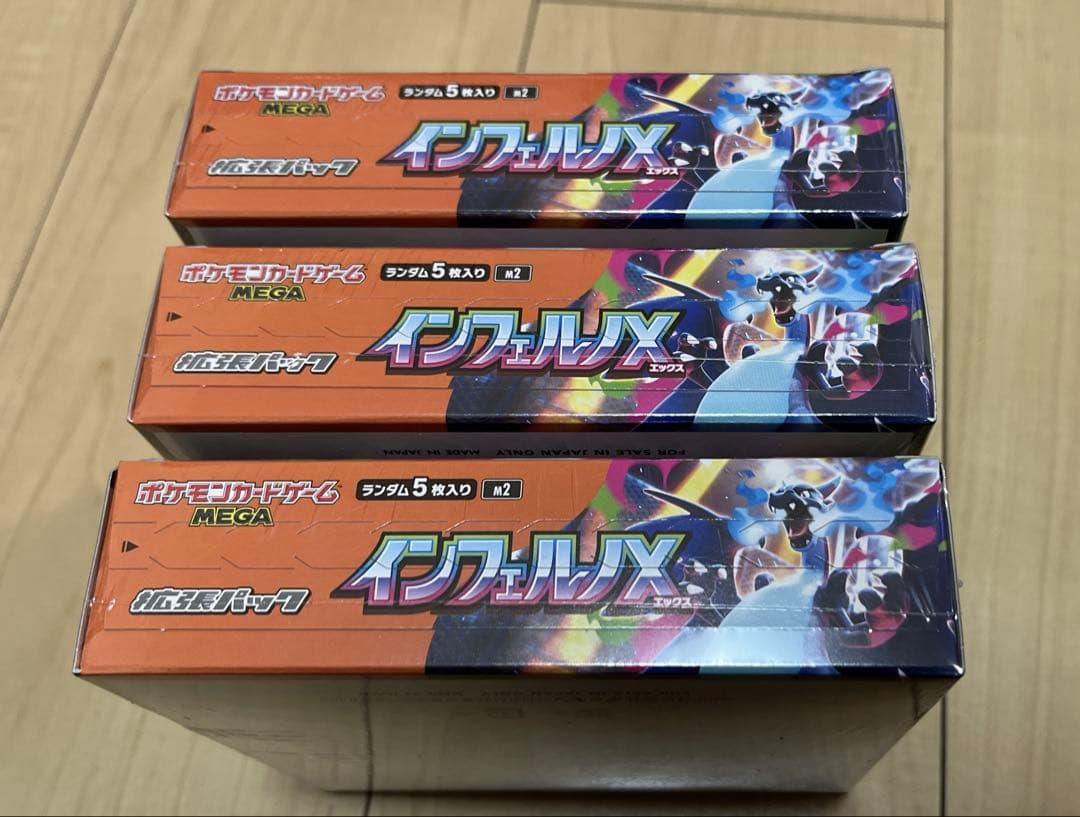 ポケモンカードゲーム
MEGA
ランダム5枚入り M2
拡張パック
インフェルノX
エックス
ポケモンカードゲーム
MEGA
ランダム5枚入り M2
拡張パック
インフェルノX
エックス
FOR SALE IN JAPAN ONLY MADE IN JAPAN
ポケモンカードゲーム
MEGA
ランダム5枚入り M2
拡張パック
インフェルノX
エックス